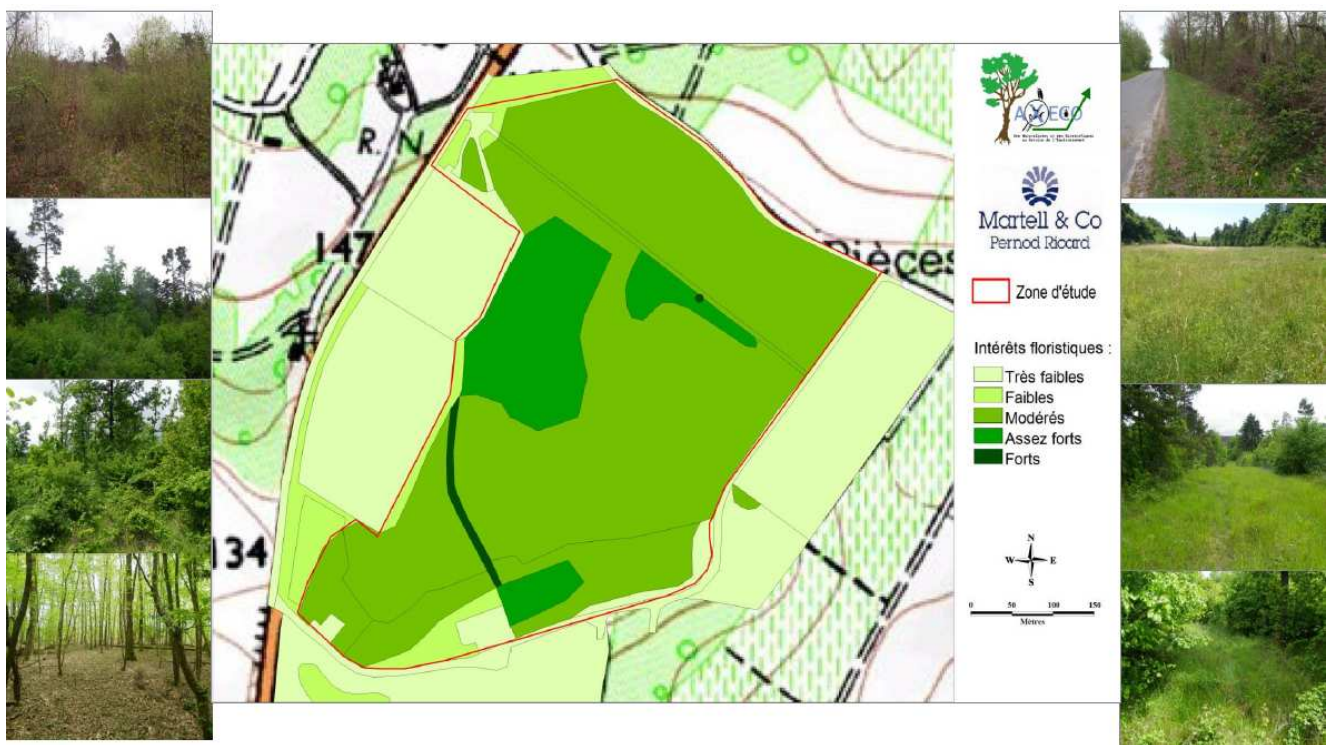 R. N
147
Pièces
134
AXECO
Martell & Co
Pernod Ricard
Zone d'étude
Intérêts floristiques :
Très faibles
Faibles
Modérés
Assez forts
Forts
N
W E
S
0 50 100 150
Mètres